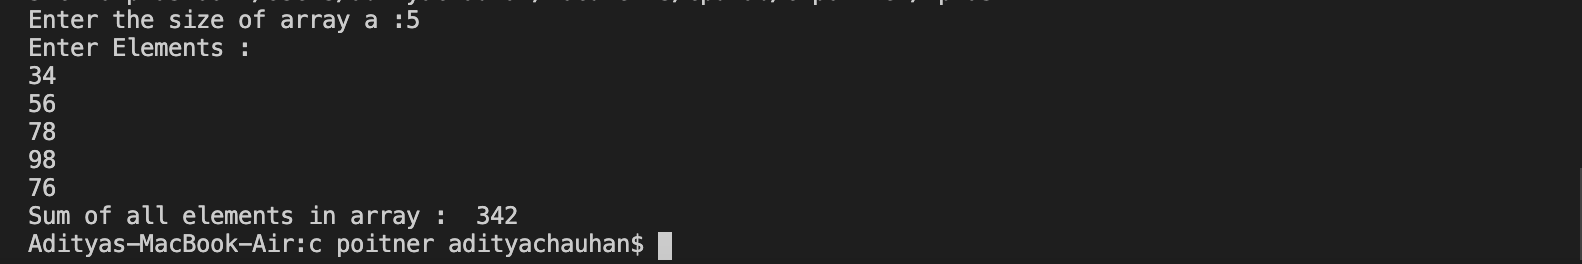 Enter the size of array a :5
Enter Elements :
34
56
78
98
76
Sum of all elements in array :  342
Adityas-MacBook-Air:c poitner adityachauhan$